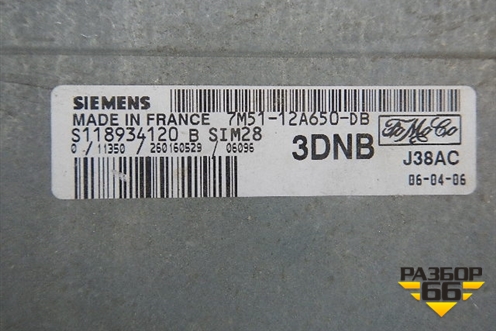 SIEMENS
MADE IN FRANCE 7M51-12A650-DB
S118934120 B SIM28
0 /11350 /260160529 /06096
3DNB
FoMoCo
J38AC
06-04-06
РАЗБОР
66